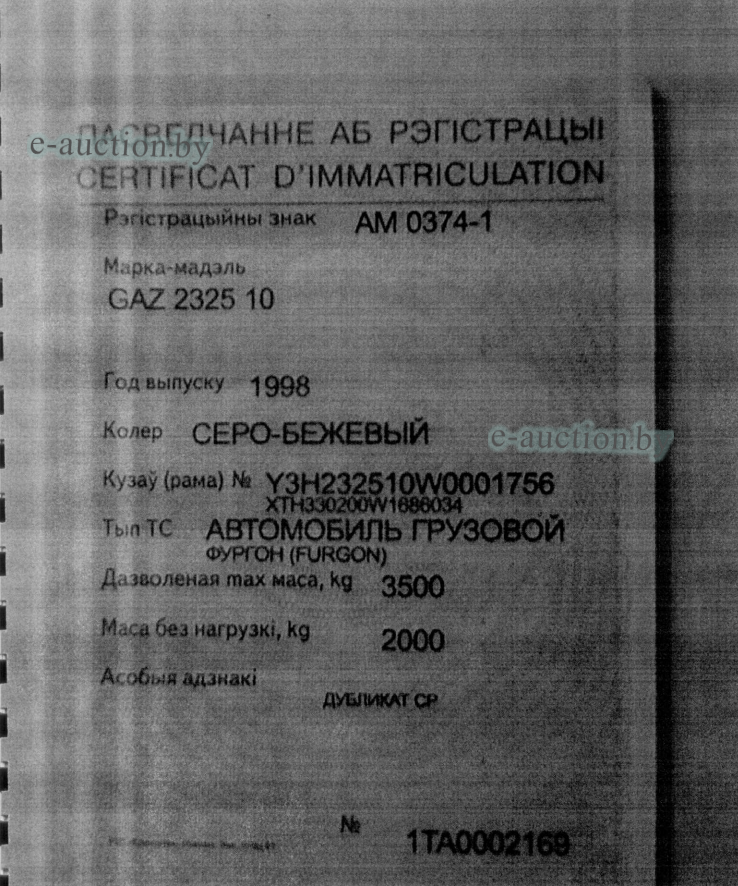 ПАСВЕДЧАННЕ АБ РЭГІСТРАЦЫІ
e-auction.by
CERTIFICAT D'IMMATRICULATION
Рэгістрацыйны знак AM 0374-1
Марка-мадэль
GAZ 2325 10
Год выпуску 1998
Колер СЕРО-БЕЖЕВЫЙ
e-auction.by
Кузаў (рама) № Y3H232510W0001756
XTH330200W1686034
Тып ТС АВТОМОБИЛЬ ГРУЗОВОЙ
ФУРГОН (FURGON)
Дазволеная max маса, kg 3500
Маса без нагрузкі, kg 2000
Асобыя адзнакі
ДУБЛИКАТ СР
№ 1TA0002169